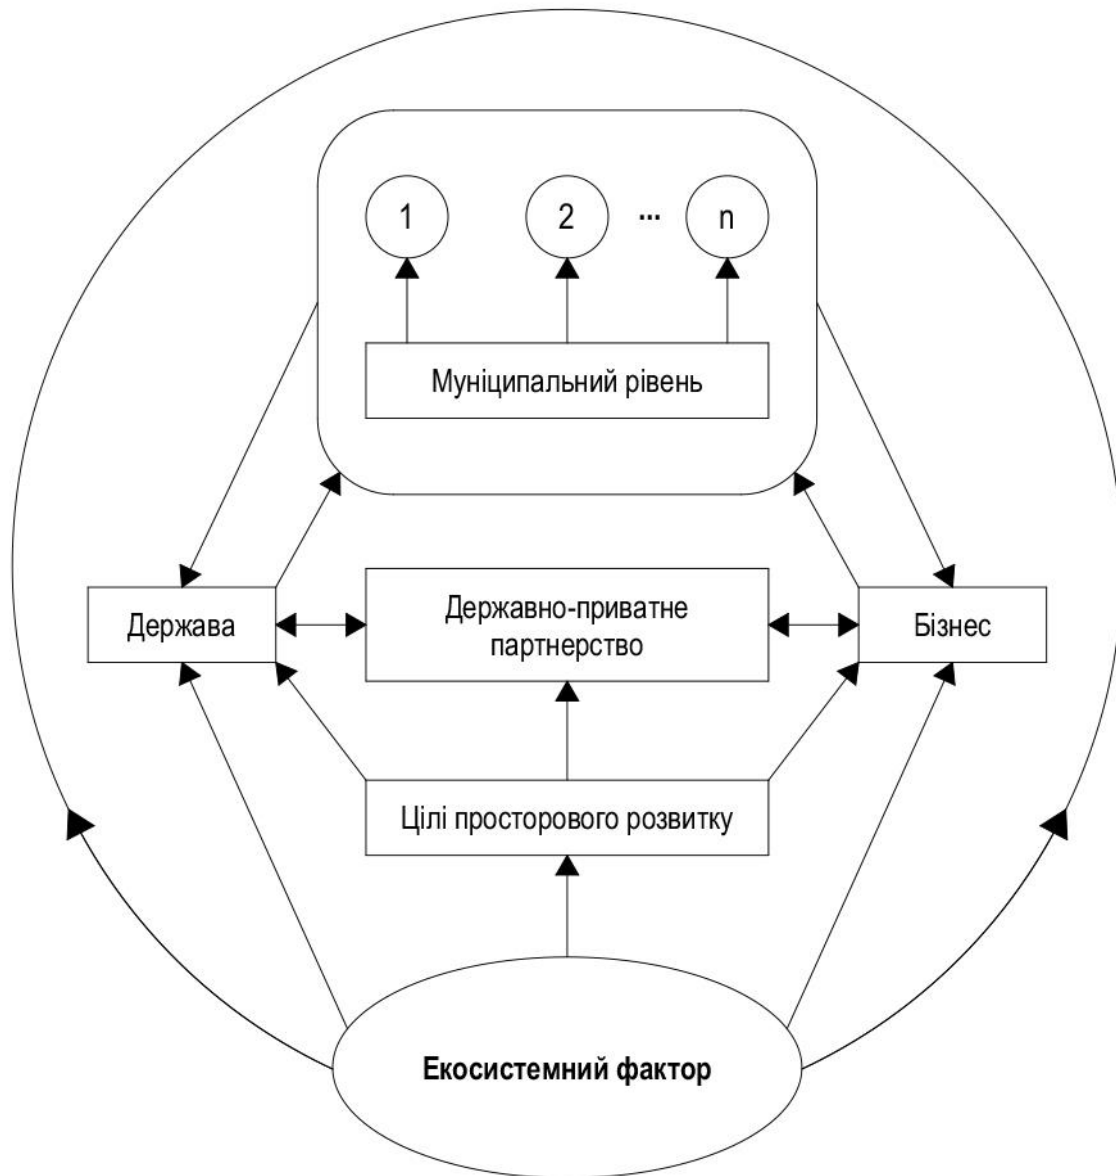 1
2
...
n
Муніципальний рівень
Держава
Державно-приватне
партнерство
Бізнес
Цілі просторового розвитку
Екосистемний фактор